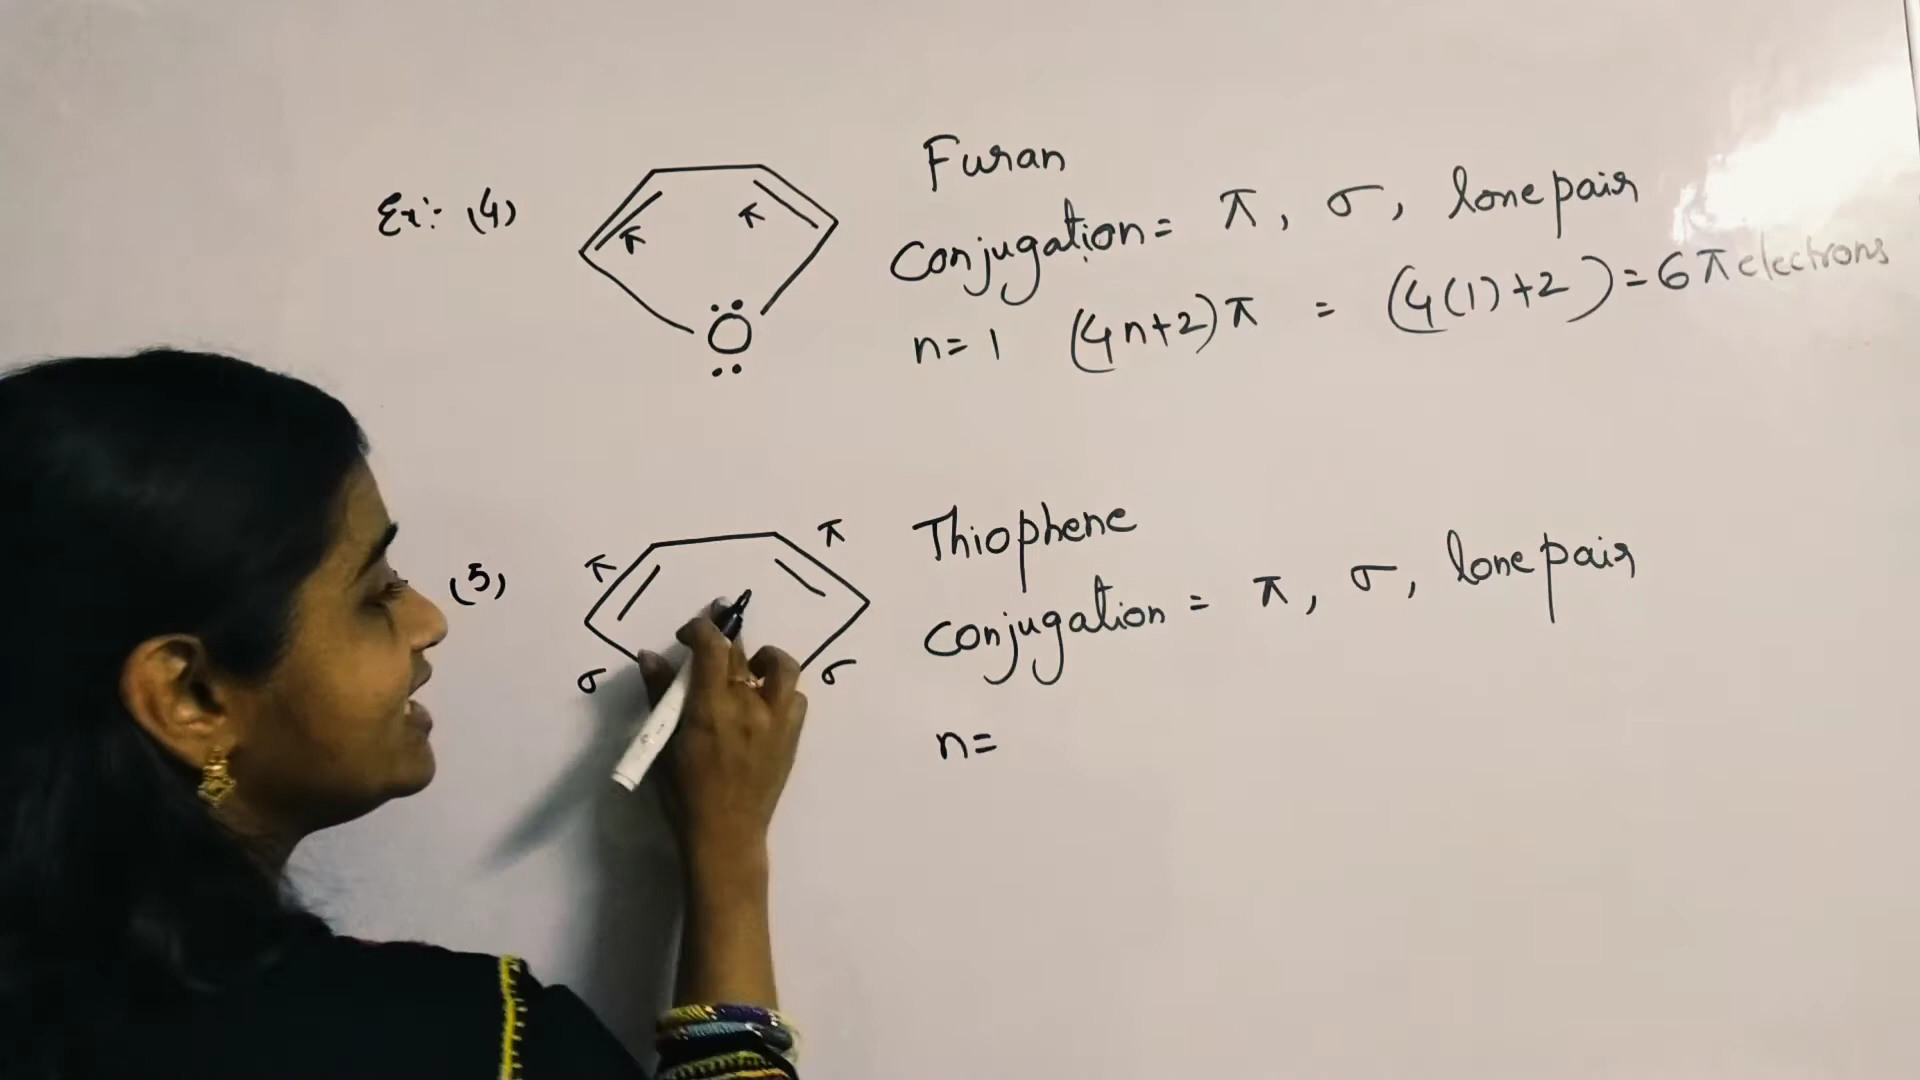 Ex:- (4)
Furan
π π
Conjugation = π, σ, lone pair
n= 1 (4n+2)π = (4(1)+2)=6π electrons
O
(5)
π π
σ σ
Thiophene
Conjugation = π, σ, lone pair
n=